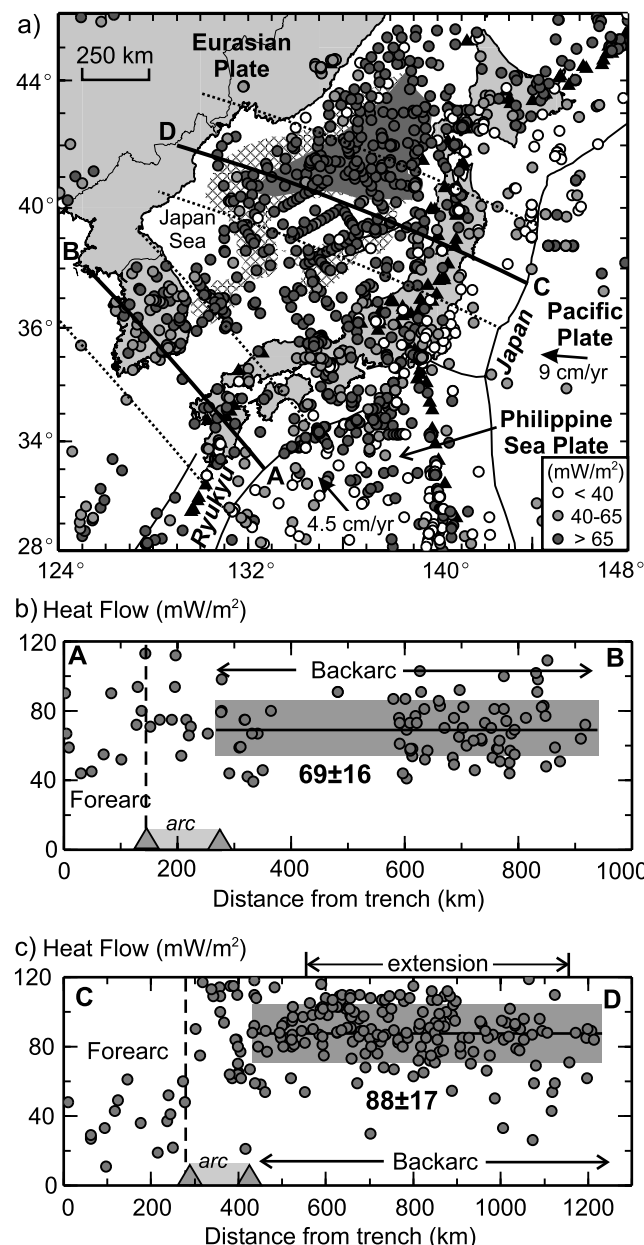 a)
250 km
Eurasian
Plate
44°
D
40°
Japan
Sea
B
C
Pacific
Plate
36°
Japan
9 cm/yr
Philippine
Sea Plate
34°
A
Ryukyu
4.5 cm/yr
(mW/m²)
< 40
40-65
> 65
28°
124° 132° 140° 148°
b) Heat Flow (mW/m²)
120
A
Backarc
B
80
69±16
40
Forearc
arc
0
0 200 400 600 800 1000
Distance from trench (km)
c) Heat Flow (mW/m²)
extension
120
C
D
Forearc
80
88±17
40
arc
Backarc
0
0 200 400 600 800 1000 1200
Distance from trench (km)